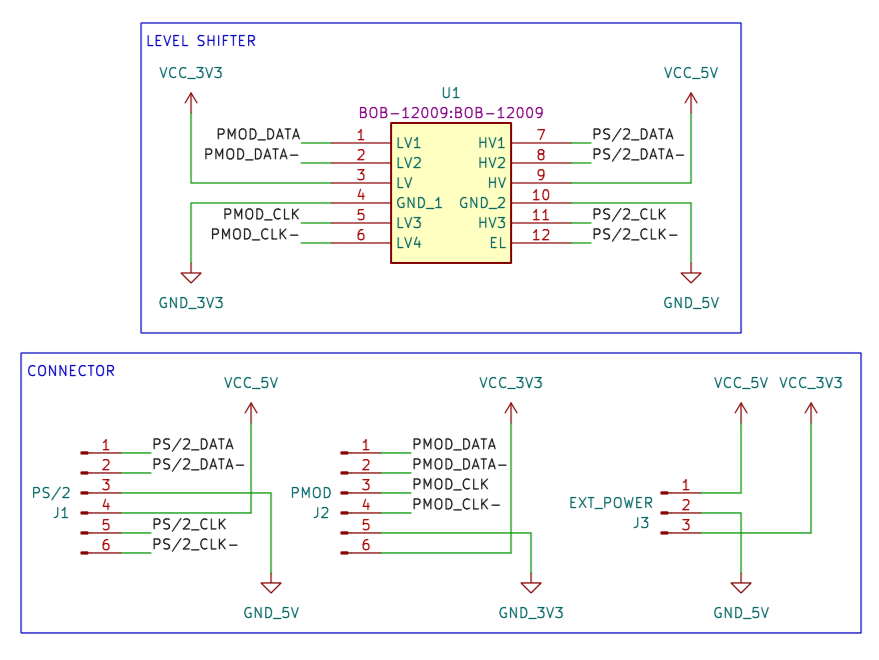 LEVEL SHIFTER
VCC_3V3
VCC_5V
U1
BOB-12009:BOB-12009
PMOD_DATA 1 LV1 HV1 7 PS/2_DATA
PMOD_DATA- 2 LV2 HV2 8 PS/2_DATA-
3 LV HV 9
4 GND_1 GND_2 10
PMOD_CLK 5 LV3 HV3 11 PS/2_CLK
PMOD_CLK- 6 LV4 EL 12 PS/2_CLK-
GND_3V3
GND_5V
CONNECTOR
VCC_5V
PS/2
J1
1 PS/2_DATA
2 PS/2_DATA-
3
4
5 PS/2_CLK
6 PS/2_CLK-
GND_5V
VCC_3V3
PMOD
J2
1 PMOD_DATA
2 PMOD_DATA-
3 PMOD_CLK
4 PMOD_CLK-
5
6
GND_3V3
VCC_5V VCC_3V3
EXT_POWER
J3
1
2
3
GND_5V